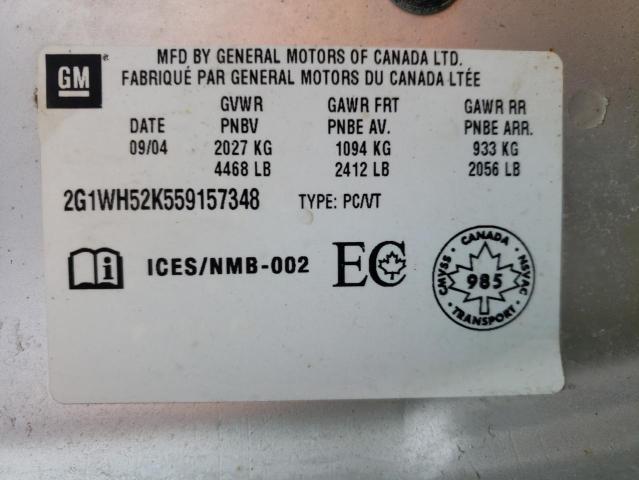 GM
MFD BY GENERAL MOTORS OF CANADA LTD.
FABRIQUÉ PAR GENERAL MOTORS DU CANADA LTÉE
GVWR GAWR FRT GAWR RR
DATE PNBV PNBE AV. PNBE ARR.
09/04 2027 KG 1094 KG 933 KG
4468 LB 2412 LB 2056 LB
2G1WH52K559157348 TYPE: PC/VT
i ICES/NMB-002 EC
CANADA
CMVSS 985 NSVAC
TRANSPORT